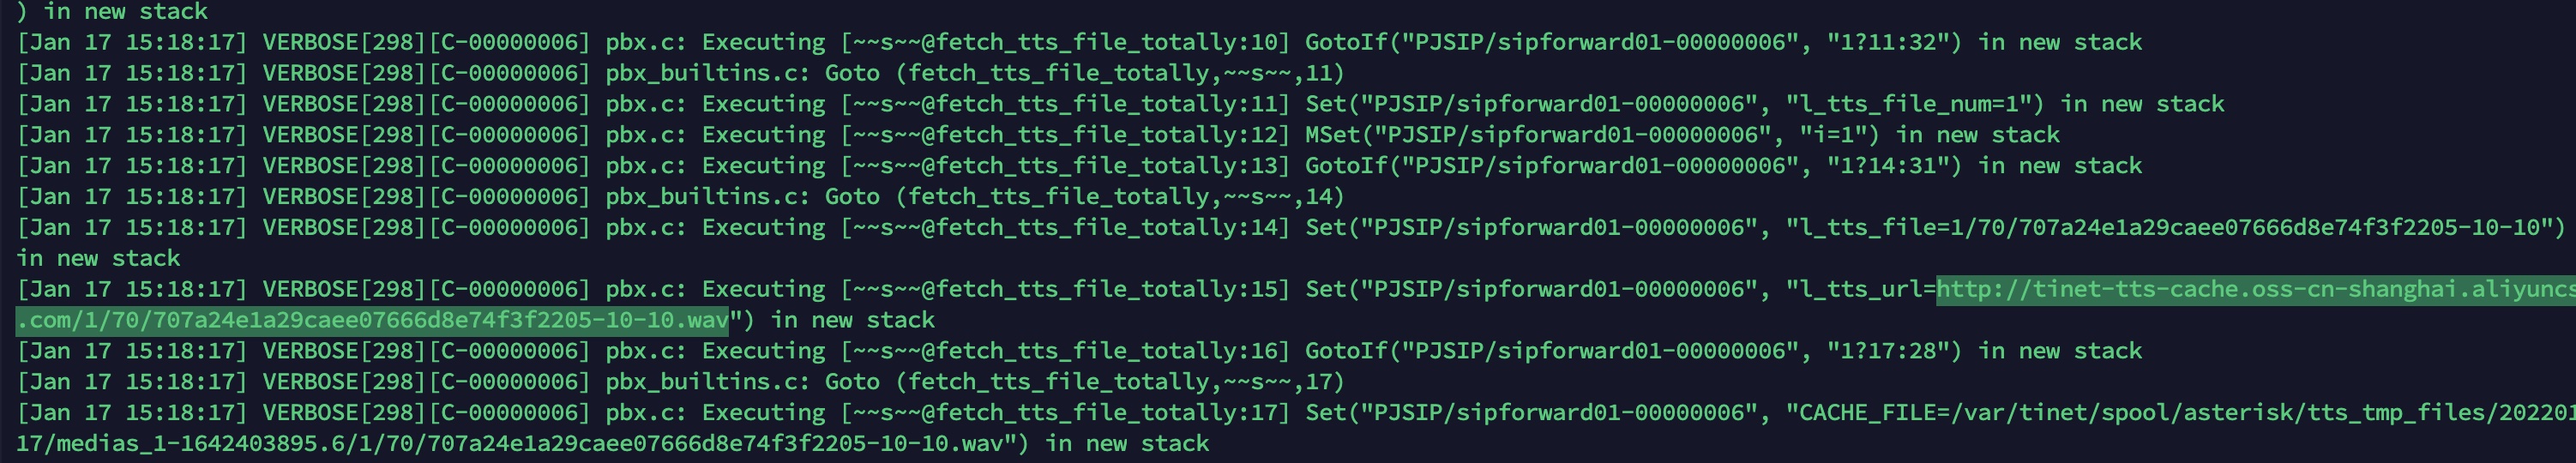 ) in new stack
[Jan 17 15:18:17] VERBOSE[298][C-00000006] pbx.c: Executing [~~s~~@fetch_tts_file_totally:10] GotoIf("PJSIP/sipforward01-00000006", "1?11:32") in new stack
[Jan 17 15:18:17] VERBOSE[298][C-00000006] pbx_builtins.c: Goto (fetch_tts_file_totally,~~s~~,11)
[Jan 17 15:18:17] VERBOSE[298][C-00000006] pbx.c: Executing [~~s~~@fetch_tts_file_totally:11] Set("PJSIP/sipforward01-00000006", "l_tts_file_num=1") in new stack
[Jan 17 15:18:17] VERBOSE[298][C-00000006] pbx.c: Executing [~~s~~@fetch_tts_file_totally:12] MSet("PJSIP/sipforward01-00000006", "i=1") in new stack
[Jan 17 15:18:17] VERBOSE[298][C-00000006] pbx.c: Executing [~~s~~@fetch_tts_file_totally:13] GotoIf("PJSIP/sipforward01-00000006", "1?14:31") in new stack
[Jan 17 15:18:17] VERBOSE[298][C-00000006] pbx_builtins.c: Goto (fetch_tts_file_totally,~~s~~,14)
[Jan 17 15:18:17] VERBOSE[298][C-00000006] pbx.c: Executing [~~s~~@fetch_tts_file_totally:14] Set("PJSIP/sipforward01-00000006", "l_tts_file=1/70/707a24e1a29caee07666d8e74f3f2205-10-10")
in new stack
[Jan 17 15:18:17] VERBOSE[298][C-00000006] pbx.c: Executing [~~s~~@fetch_tts_file_totally:15] Set("PJSIP/sipforward01-00000006", "l_tts_url=http://tinet-tts-cache.oss-cn-shanghai.aliyuncs
.com/1/70/707a24e1a29caee07666d8e74f3f2205-10-10.wav") in new stack
[Jan 17 15:18:17] VERBOSE[298][C-00000006] pbx.c: Executing [~~s~~@fetch_tts_file_totally:16] GotoIf("PJSIP/sipforward01-00000006", "1?17:28") in new stack
[Jan 17 15:18:17] VERBOSE[298][C-00000006] pbx_builtins.c: Goto (fetch_tts_file_totally,~~s~~,17)
[Jan 17 15:18:17] VERBOSE[298][C-00000006] pbx.c: Executing [~~s~~@fetch_tts_file_totally:17] Set("PJSIP/sipforward01-00000006", "CACHE_FILE=/var/tinet/spool/asterisk/tts_tmp_files/202201
17/medias_1-1642403895.6/1/70/707a24e1a29caee07666d8e74f3f2205-10-10.wav") in new stack